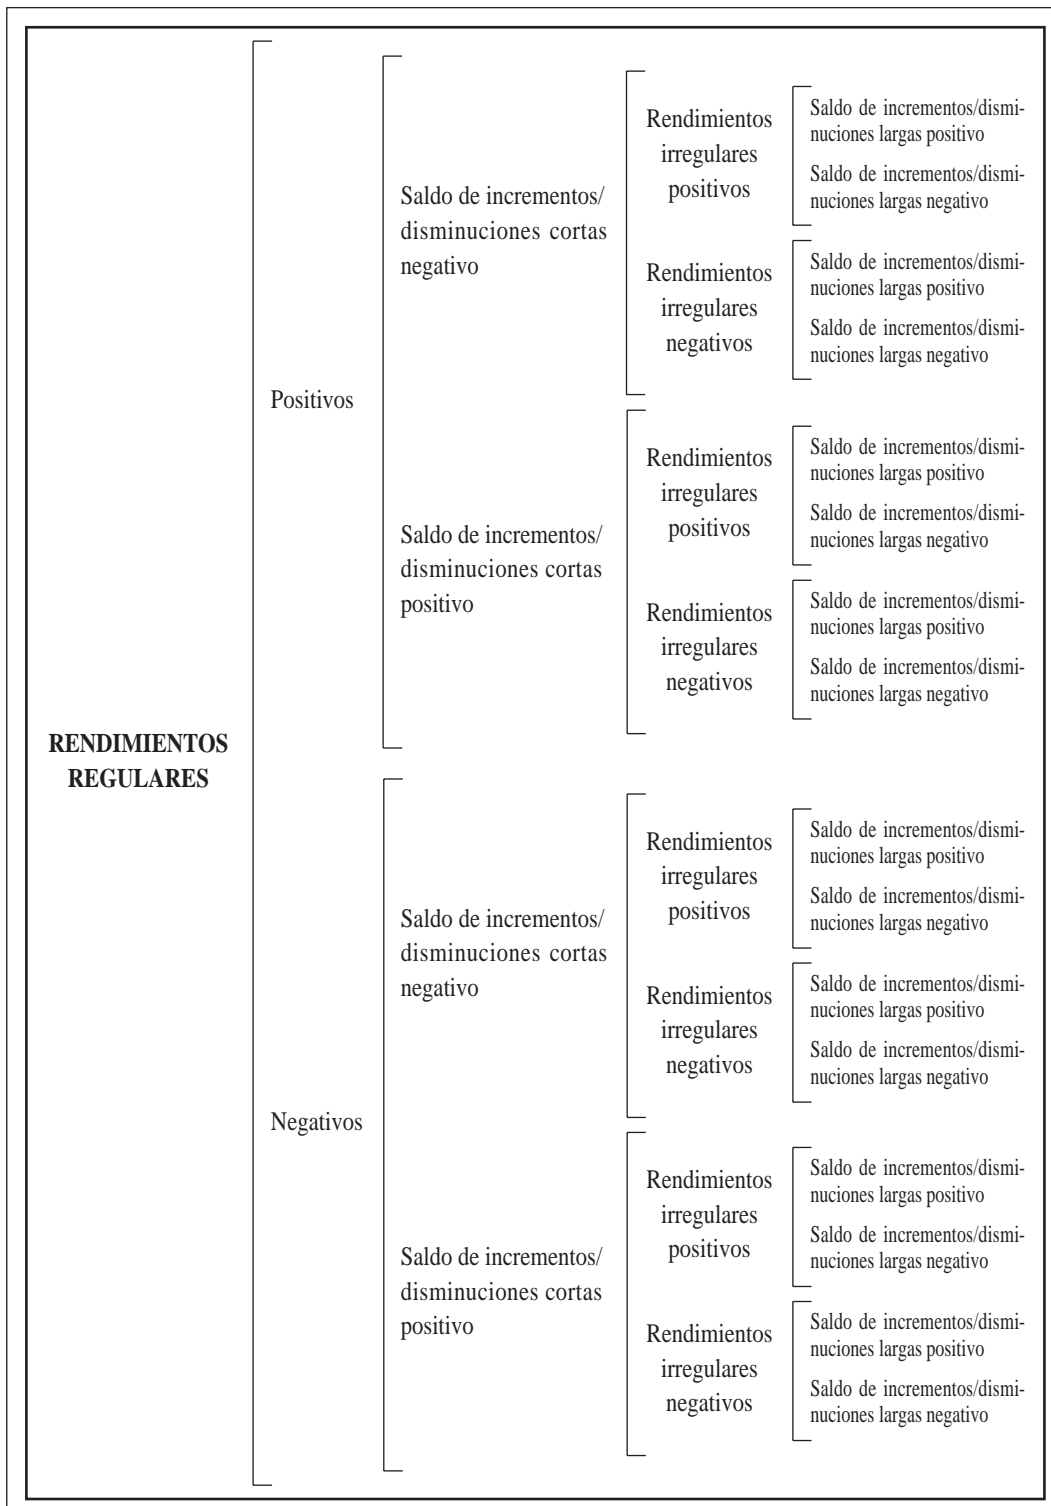 RENDIMIENTOS
REGULARES
Positivos
Saldo de incrementos/
disminuciones cortas
negativo
Rendimientos
irregulares
positivos
Saldo de incrementos/dismi-
nuciones largas positivo
Saldo de incrementos/dismi-
nuciones largas negativo
Rendimientos
irregulares
negativos
Saldo de incrementos/dismi-
nuciones largas positivo
Saldo de incrementos/dismi-
nuciones largas negativo
Saldo de incrementos/
disminuciones cortas
positivo
Rendimientos
irregulares
positivos
Saldo de incrementos/dismi-
nuciones largas positivo
Saldo de incrementos/dismi-
nuciones largas negativo
Rendimientos
irregulares
negativos
Saldo de incrementos/dismi-
nuciones largas positivo
Saldo de incrementos/dismi-
nuciones largas negativo
Negativos
Saldo de incrementos/
disminuciones cortas
negativo
Rendimientos
irregulares
positivos
Saldo de incrementos/dismi-
nuciones largas positivo
Saldo de incrementos/dismi-
nuciones largas negativo
Rendimientos
irregulares
negativos
Saldo de incrementos/dismi-
nuciones largas positivo
Saldo de incrementos/dismi-
nuciones largas negativo
Saldo de incrementos/
disminuciones cortas
positivo
Rendimientos
irregulares
positivos
Saldo de incrementos/dismi-
nuciones largas positivo
Saldo de incrementos/dismi-
nuciones largas negativo
Rendimientos
irregulares
negativos
Saldo de incrementos/dismi-
nuciones largas positivo
Saldo de incrementos/dismi-
nuciones largas negativo